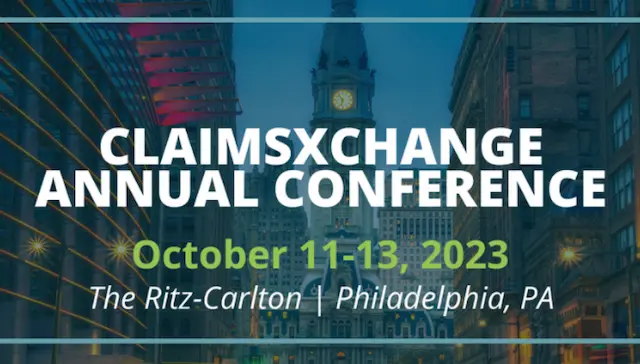 CLAIMSXCHANGE
ANNUAL CONFERENCE
October 11-13, 2023
The Ritz-Carlton | Philadelphia, PA